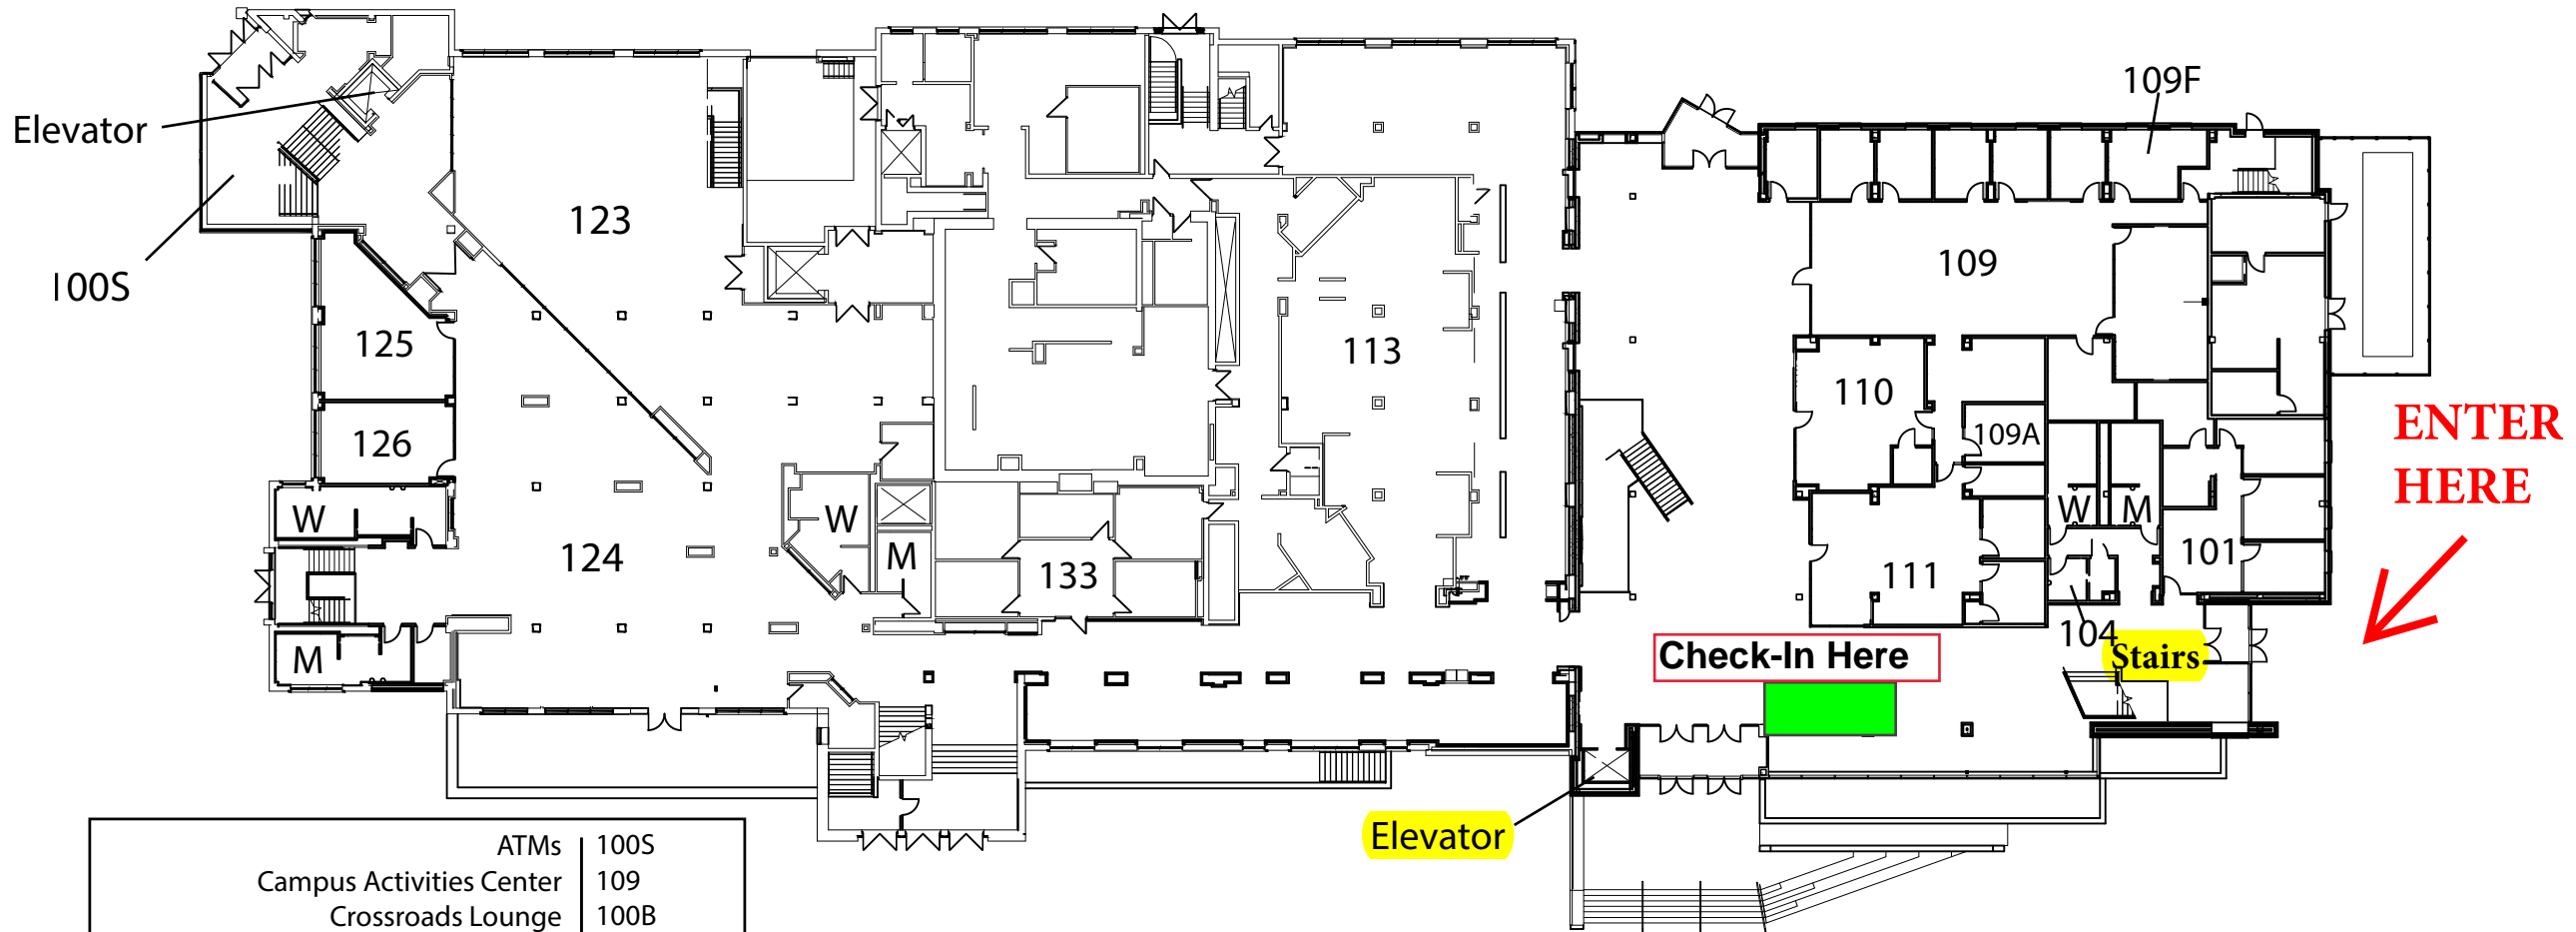 109F
Elevator
123
109
100S
125
113
110
ENTER
HERE
126
109A
W
W
W
M
M
124
133
111
101
M
104
Check-In Here
Stairs
Elevator
ATMs 100S
Campus Activities Center 109
Crossroads Lounge 100B